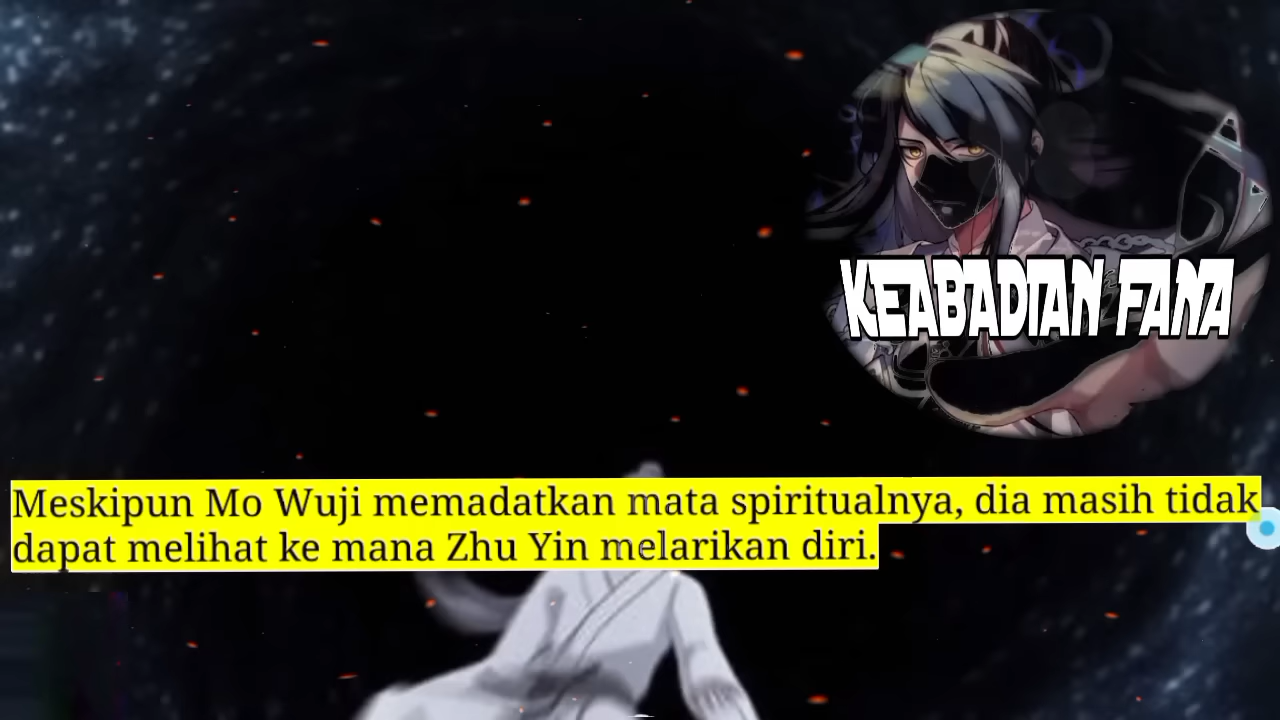 KEABADIAN FANA
Meskipun Mo Wuji memadatkan mata spiritualnya, dia masih tidak
dapat melihat ke mana Zhu Yin melarikan diri.